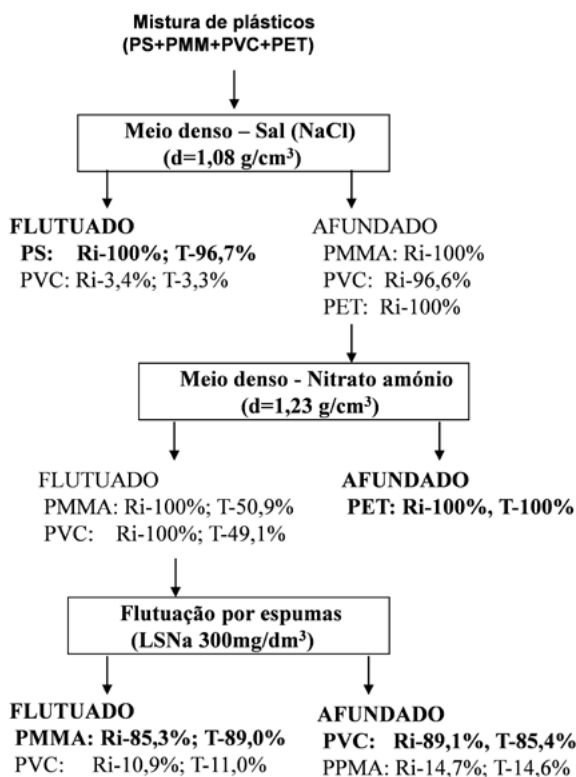 Mistura de plásticos
(PS+PMM+PVC+PET)
Meio denso – Sal (NaCl)
(d=1,08 g/cm³)
FLUTUADO
PS: Ri-100%; T-96,7%
PVC: Ri-3,4%; T-3,3%
AFUNDADO
PMMA: Ri-100%
PVC: Ri-96,6%
PET: Ri-100%
Meio denso - Nitrato amónio
(d=1,23 g/cm³)
FLUTUADO
PMMA: Ri-100%; T-50,9%
PVC: Ri-100%; T-49,1%
AFUNDADO
PET: Ri-100%, T-100%
Flutuação por espumas
(LSNa 300mg/dm³)
FLUTUADO
PMMA: Ri-85,3%; T-89,0%
PVC: Ri-10,9%; T-11,0%
AFUNDADO
PVC: Ri-89,1%, T-85,4%
PPMA: Ri-14,7%; T-14,6%